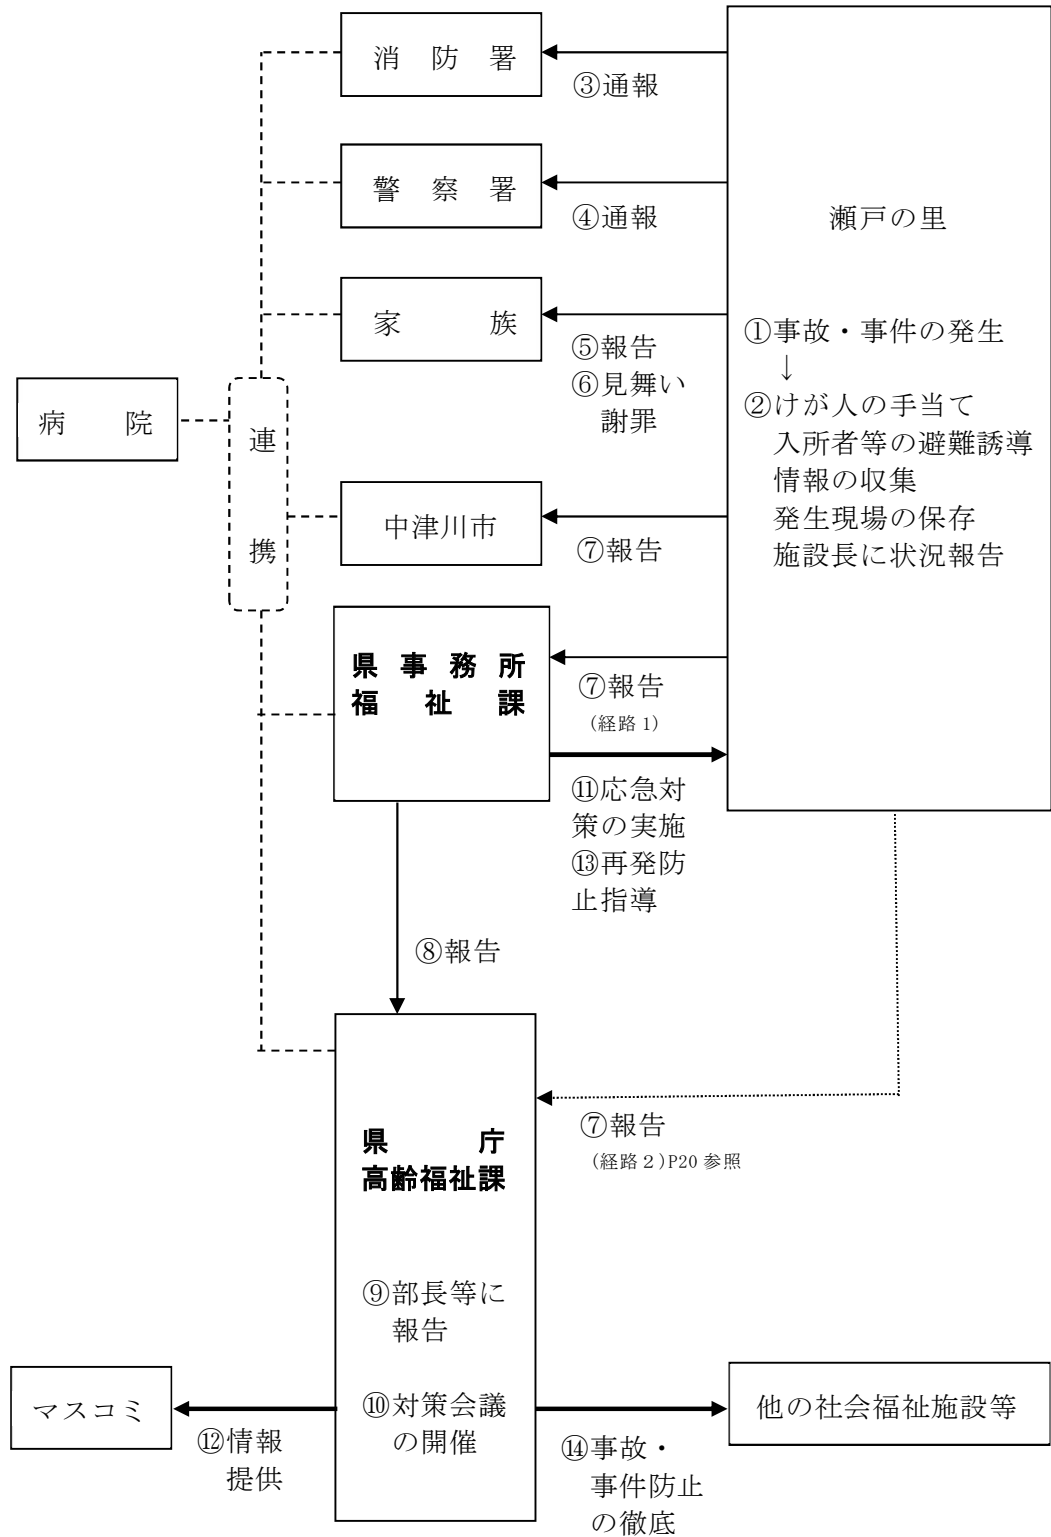 消防署
③通報
警察署
④通報
瀬戸の里
家族
⑤報告
⑥見舞い
謝罪
①事故・事件の発生
↓
②けが人の手当て
入所者等の避難誘導
情報の収集
発生現場の保存
施設長に状況報告
病院
連携
中津川市
⑦報告
県事務所
福祉課
⑦報告
(経路1)
⑪応急対
策の実施
⑬再発防
止指導
⑧報告
県庁
高齢福祉課
⑦報告
(経路2)P20参照
⑨部長等に
報告
⑩対策会議
の開催
マスコミ
⑫情報
提供
他の社会福祉施設等
⑭事故・
事件防止
の徹底